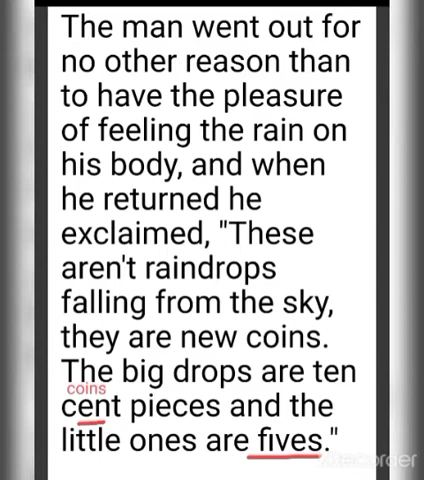 The man went out for
no other reason than
to have the pleasure
of feeling the rain on
his body, and when
he returned he
exclaimed, "These
aren't raindrops
falling from the sky,
they are new coins.
The big drops are ten
coins
cent pieces and the
little ones are fives."